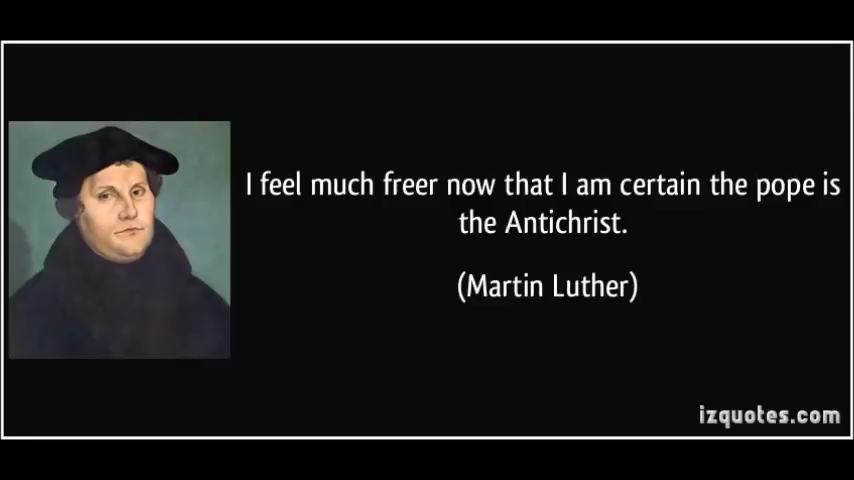 I feel much freer now that I am certain the pope is
the Antichrist.
(Martin Luther)
izquotes.com